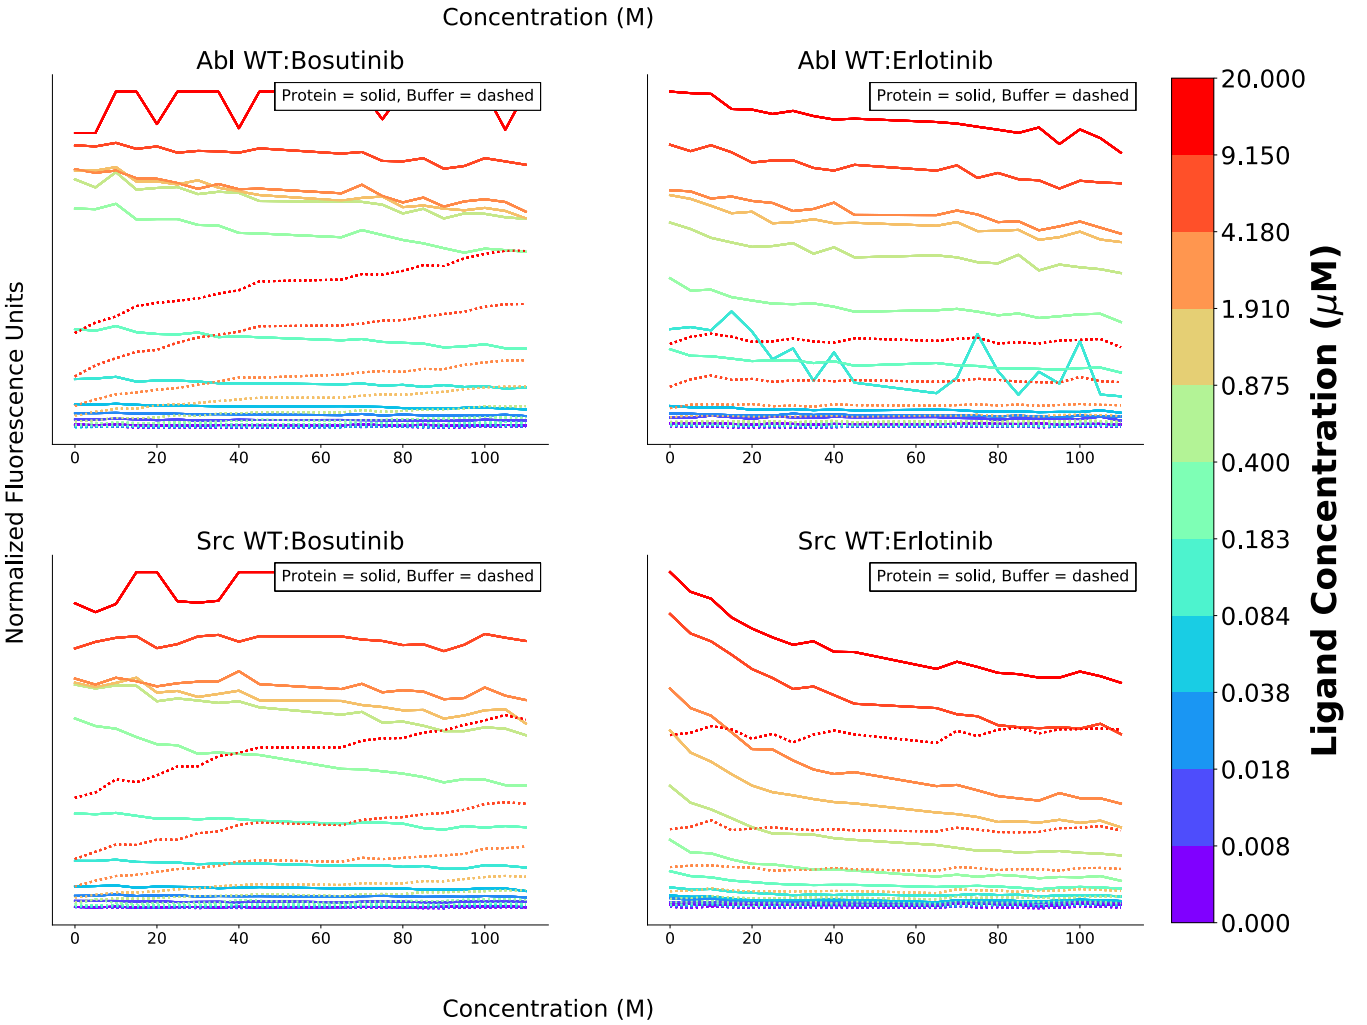 Concentration (M)
Abl WT:Bosutinib
Protein = solid, Buffer = dashed
0 20 40 60 80 100
Abl WT:Erlotinib
Protein = solid, Buffer = dashed
0 20 40 60 80 100
Normalized Fluorescence Units
Src WT:Bosutinib
Protein = solid, Buffer = dashed
0 20 40 60 80 100
Src WT:Erlotinib
Protein = solid, Buffer = dashed
0 20 40 60 80 100
Concentration (M)
20.000
9.150
4.180
1.910
0.875
0.400
0.183
0.084
0.038
0.018
0.008
0.000
Ligand Concentration (μM)